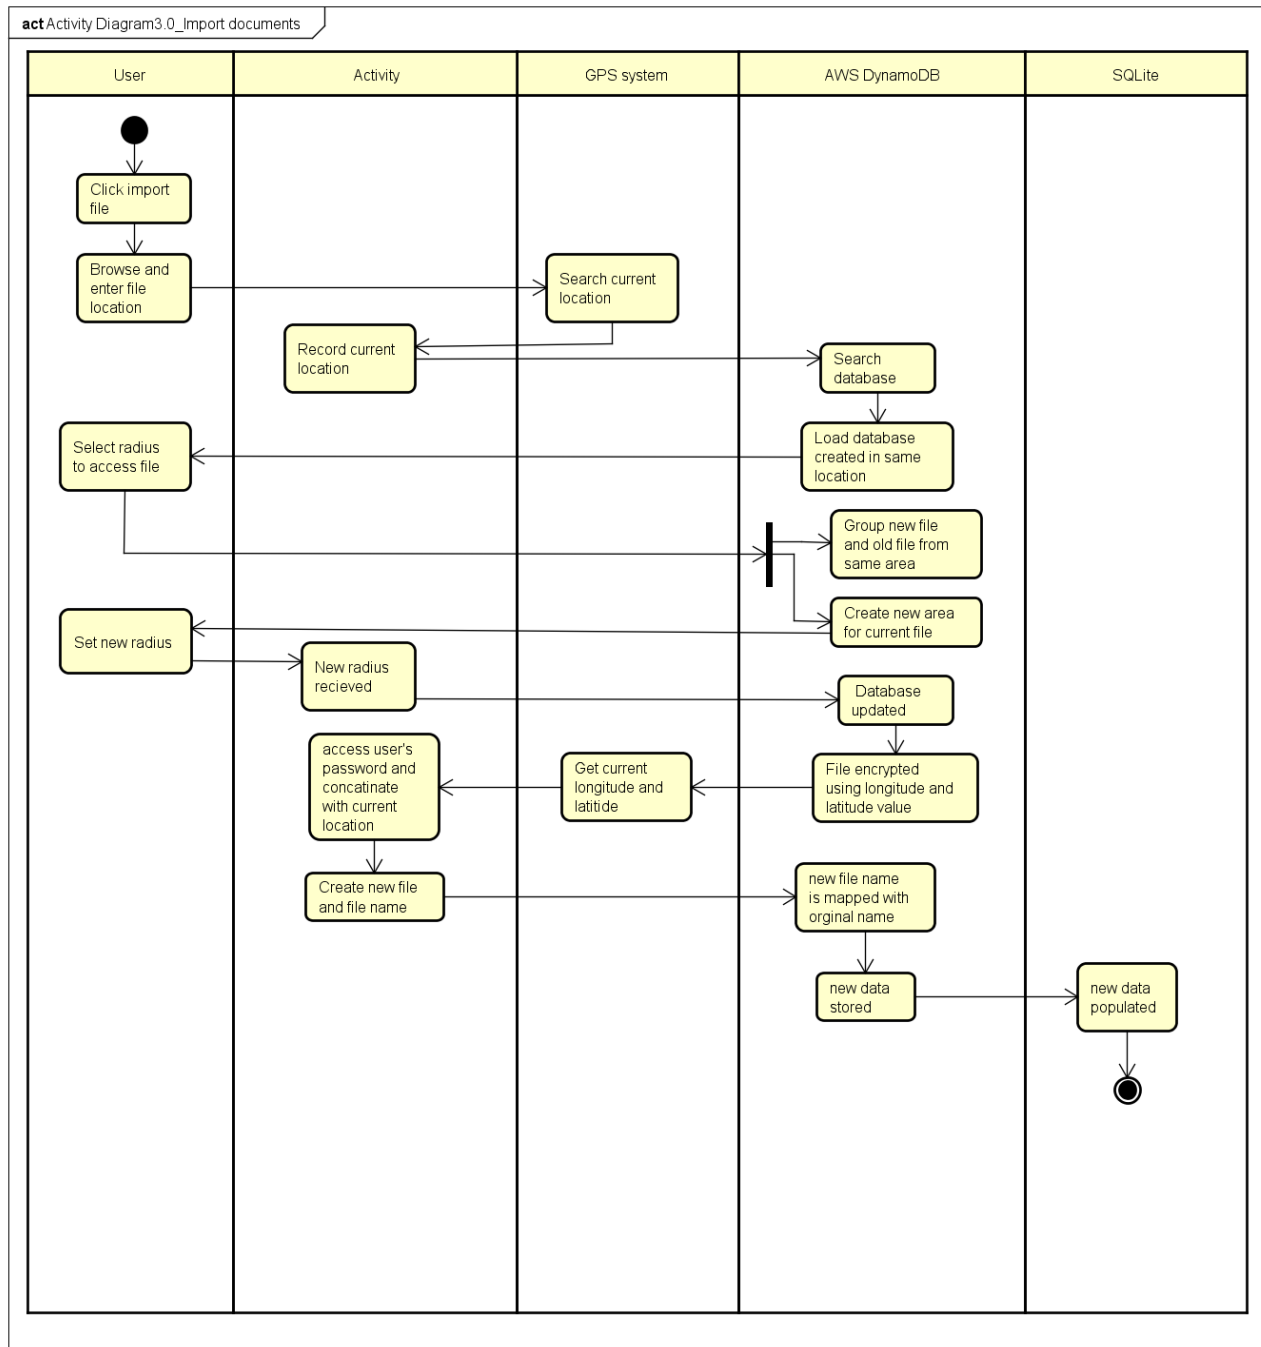 act Activity Diagram3.0_Import documents
User
Activity
GPS system
AWS DynamoDB
SQLite
Click import
file
Browse and
enter file
location
Search current
location
Record current
location
Search
database
Load database
created in same
location
Select radius
to access file
Group new file
and old file from
same area
Create new area
for current file
Set new radius
New radius
recieved
Database
updated
File encrypted
using longitude and
latitude value
Get current
longitude and
latitide
access user's
password and
concatinate
with current
location
Create new file
and file name
new file name
is mapped with
orginal name
new data
stored
new data
populated